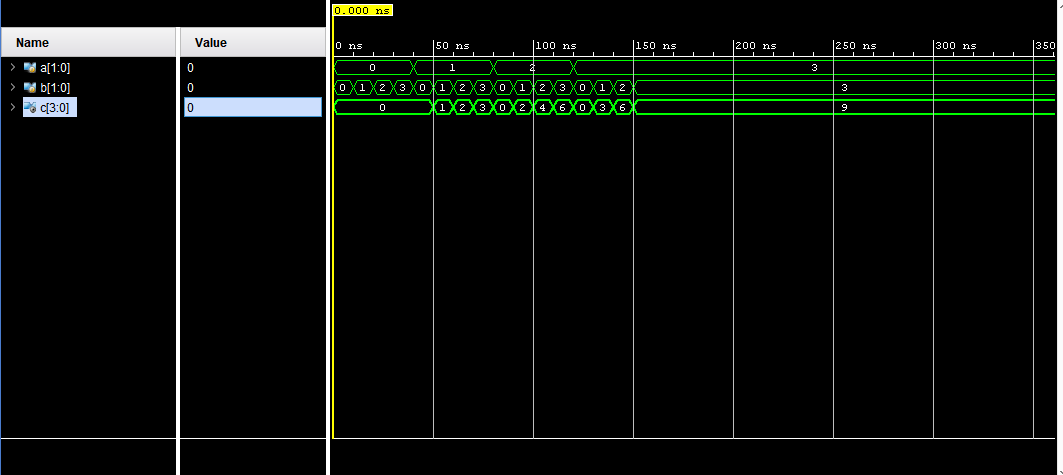 0.000 ns
Name Value
0 ns 50 ns 100 ns 150 ns 200 ns 250 ns 300 ns 350
a[1:0] 0 0 1 2 3
b[1:0] 0 0 1 2 3 0 1 2 3 0 1 2 3 0 1 2 3
c[3:0] 0 0 1 2 3 0 2 4 6 0 3 6 9